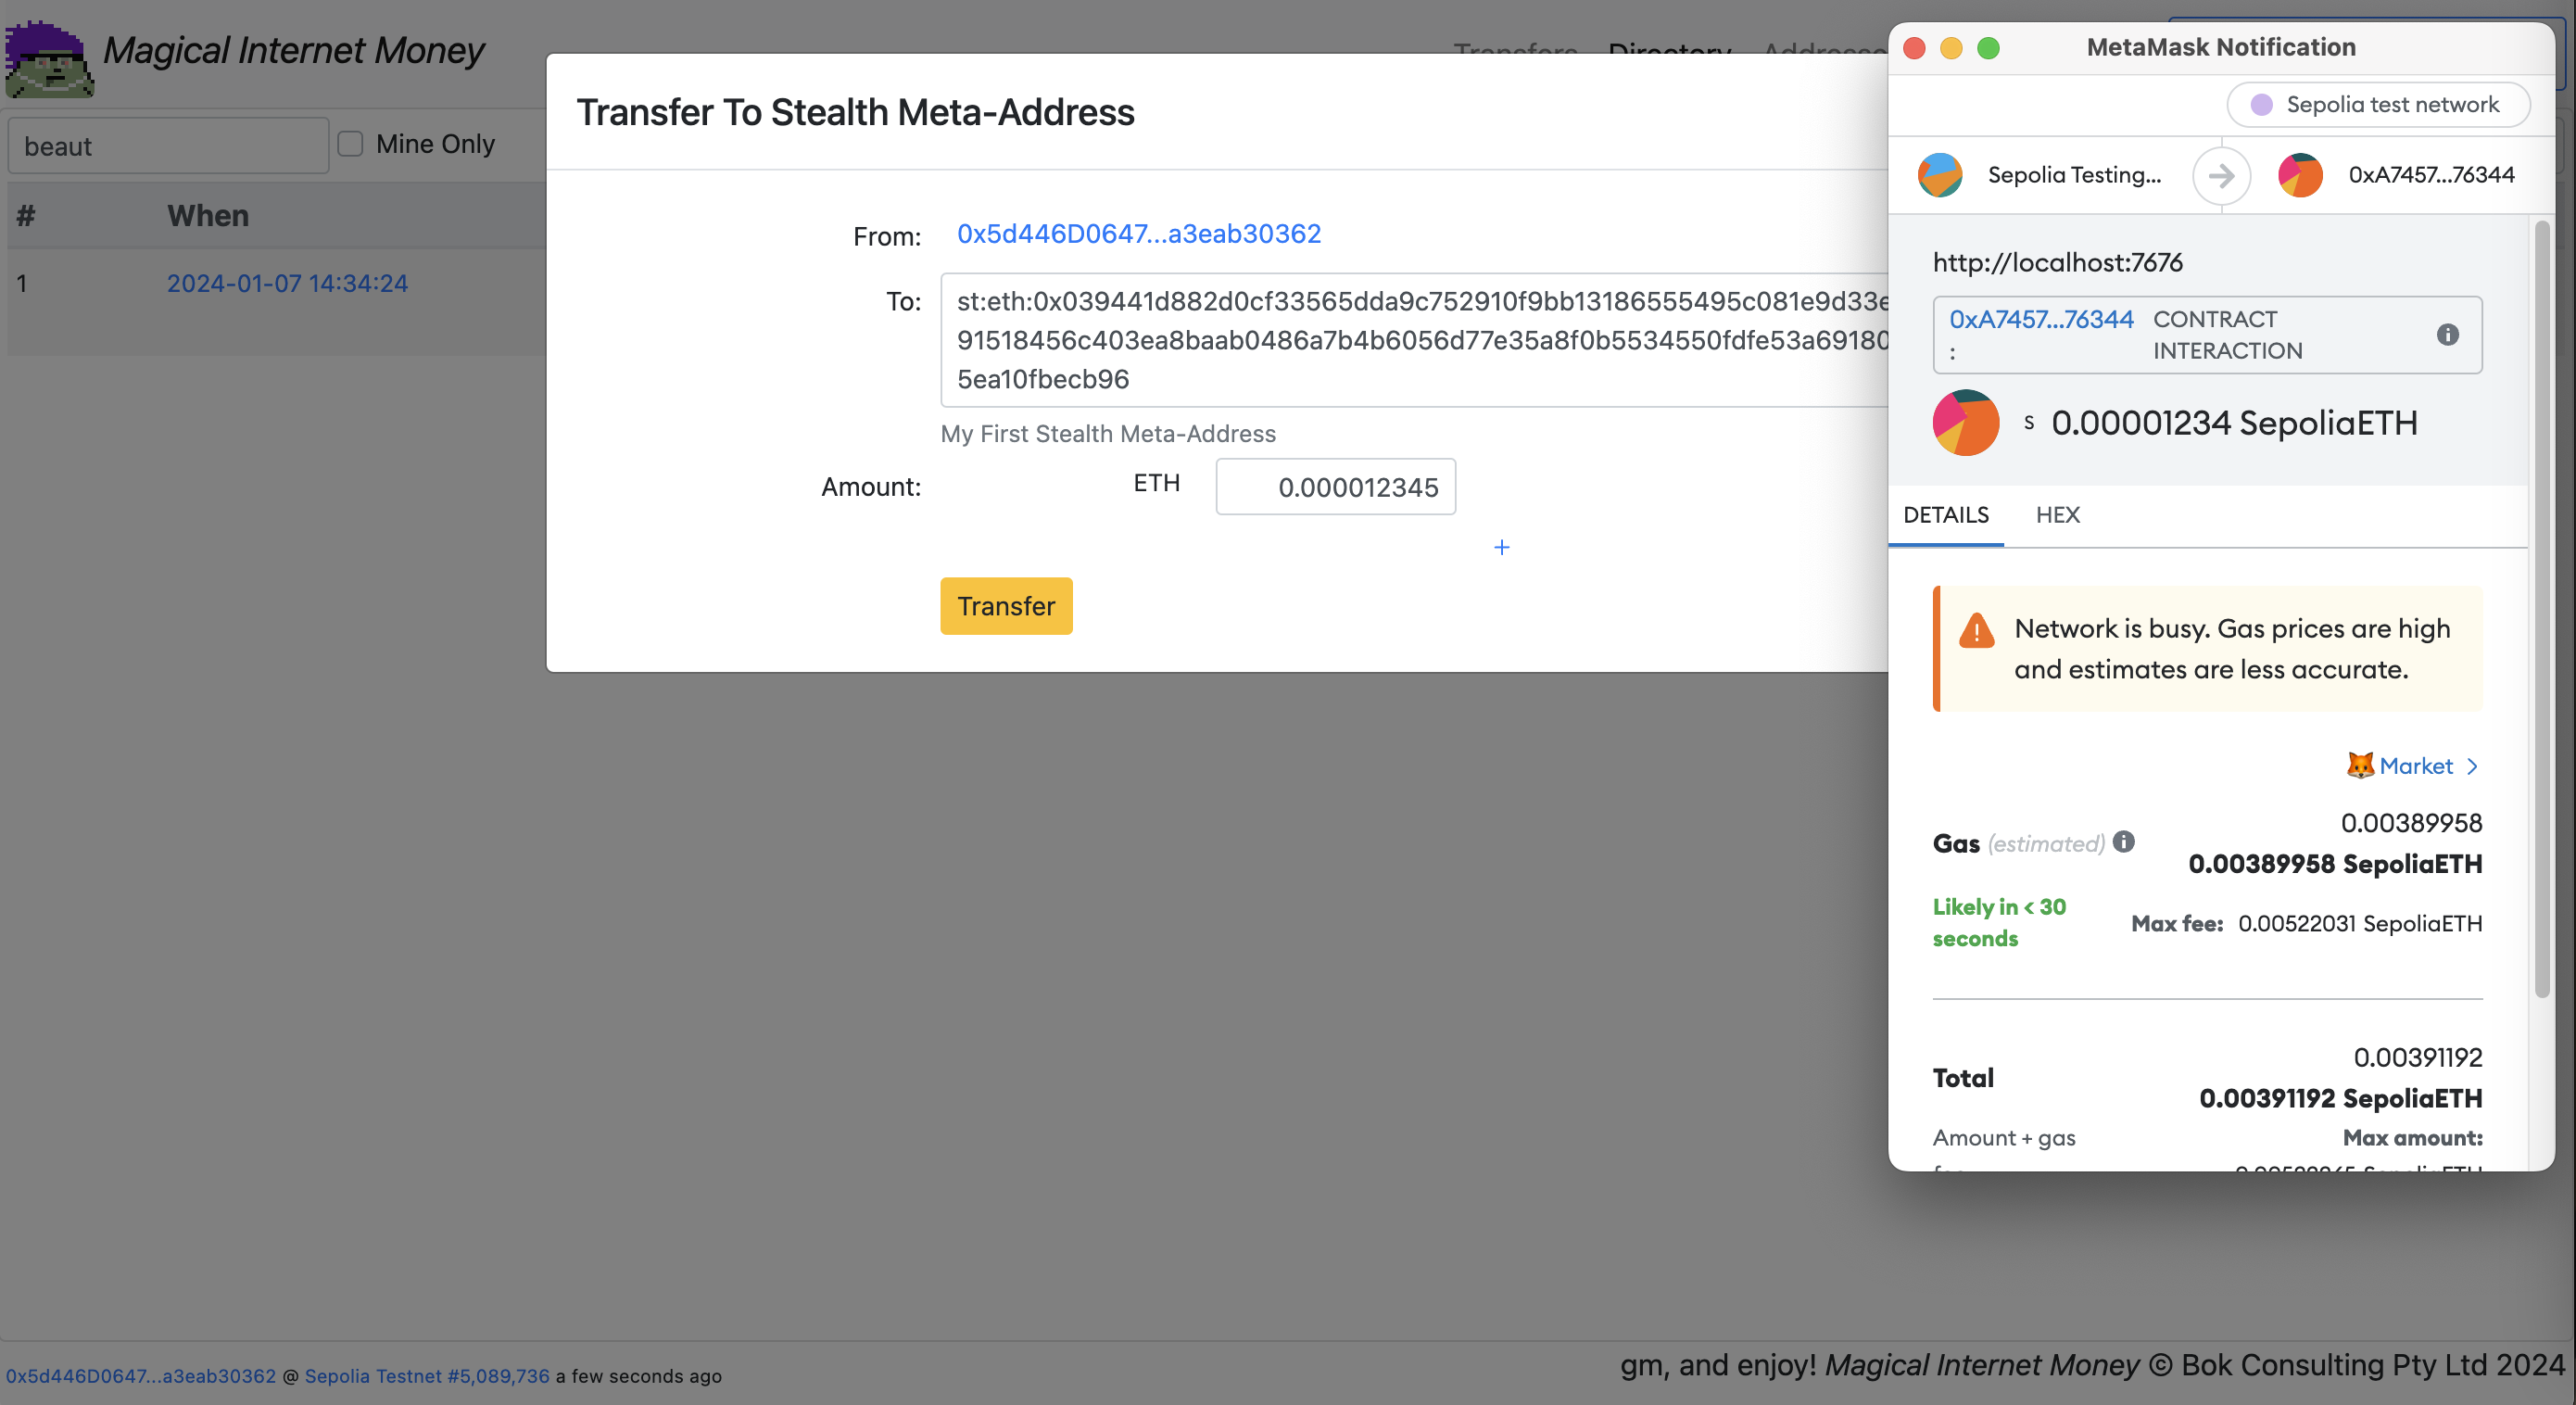 Magical Internet Money
Transfers Directory Addresses
beaut
Mine Only
# When
1 2024-01-07 14:34:24
Transfer To Stealth Meta-Address
From: 0x5d446D0647...a3eab30362
To: st:eth:0x039441d882d0cf33565dda9c752910f9bb13186555495c081e9d33e
91518456c403ea8baab0486a7b4b6056d77e35a8f0b5534550fdfe53a69180
5ea10fbecb96
My First Stealth Meta-Address
Amount: ETH 0.000012345
+
Transfer
MetaMask Notification
Sepolia test network
Sepolia Testing... 0xA7457...76344
http://localhost:7676
0xA7457...76344 CONTRACT
: INTERACTION
S 0.00001234 SepoliaETH
DETAILS HEX
Network is busy. Gas prices are high
and estimates are less accurate.
Market >
0.00389958
Gas (estimated)
0.00389958 SepoliaETH
Likely in < 30
seconds
Max fee: 0.00522031 SepoliaETH
0.00391192
Total
0.00391192 SepoliaETH
Amount + gas
Max amount:
0x5d446D0647...a3eab30362 @ Sepolia Testnet #5,089,736 a few seconds ago
gm, and enjoy! Magical Internet Money © Bok Consulting Pty Ltd 2024